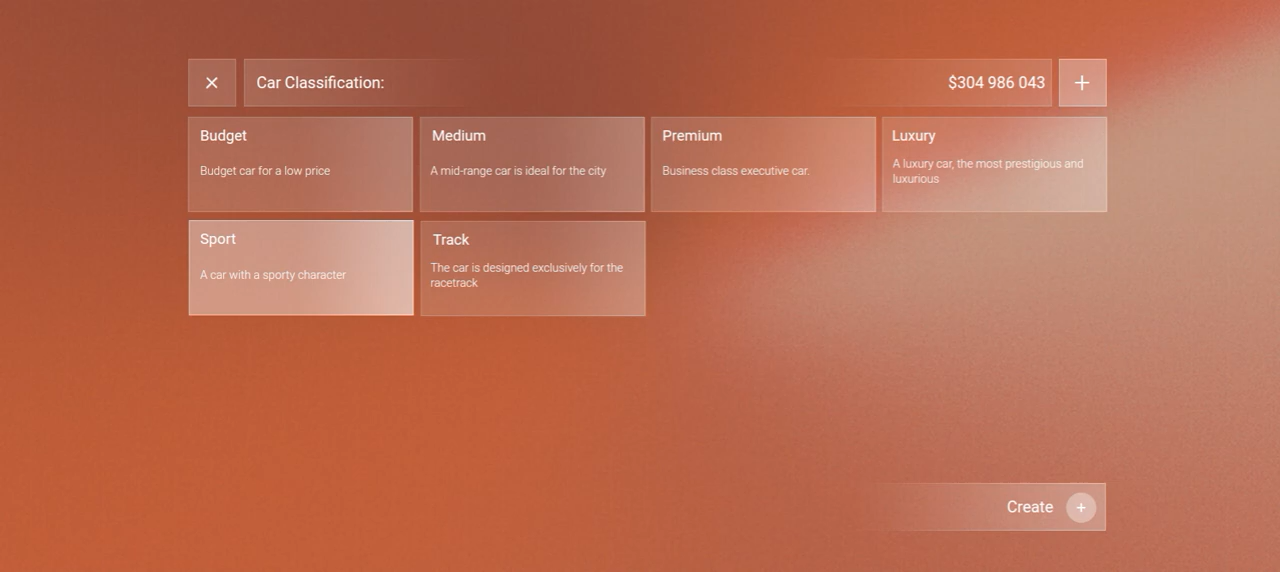 Car Classification:
$304 986 043
Budget
Budget car for a low price
Medium
A mid-range car is ideal for the city
Premium
Business class executive car.
Luxury
A luxury car, the most prestigious and
luxurious
Sport
A car with a sporty character
Track
The car is designed exclusively for the
racetrack
Create